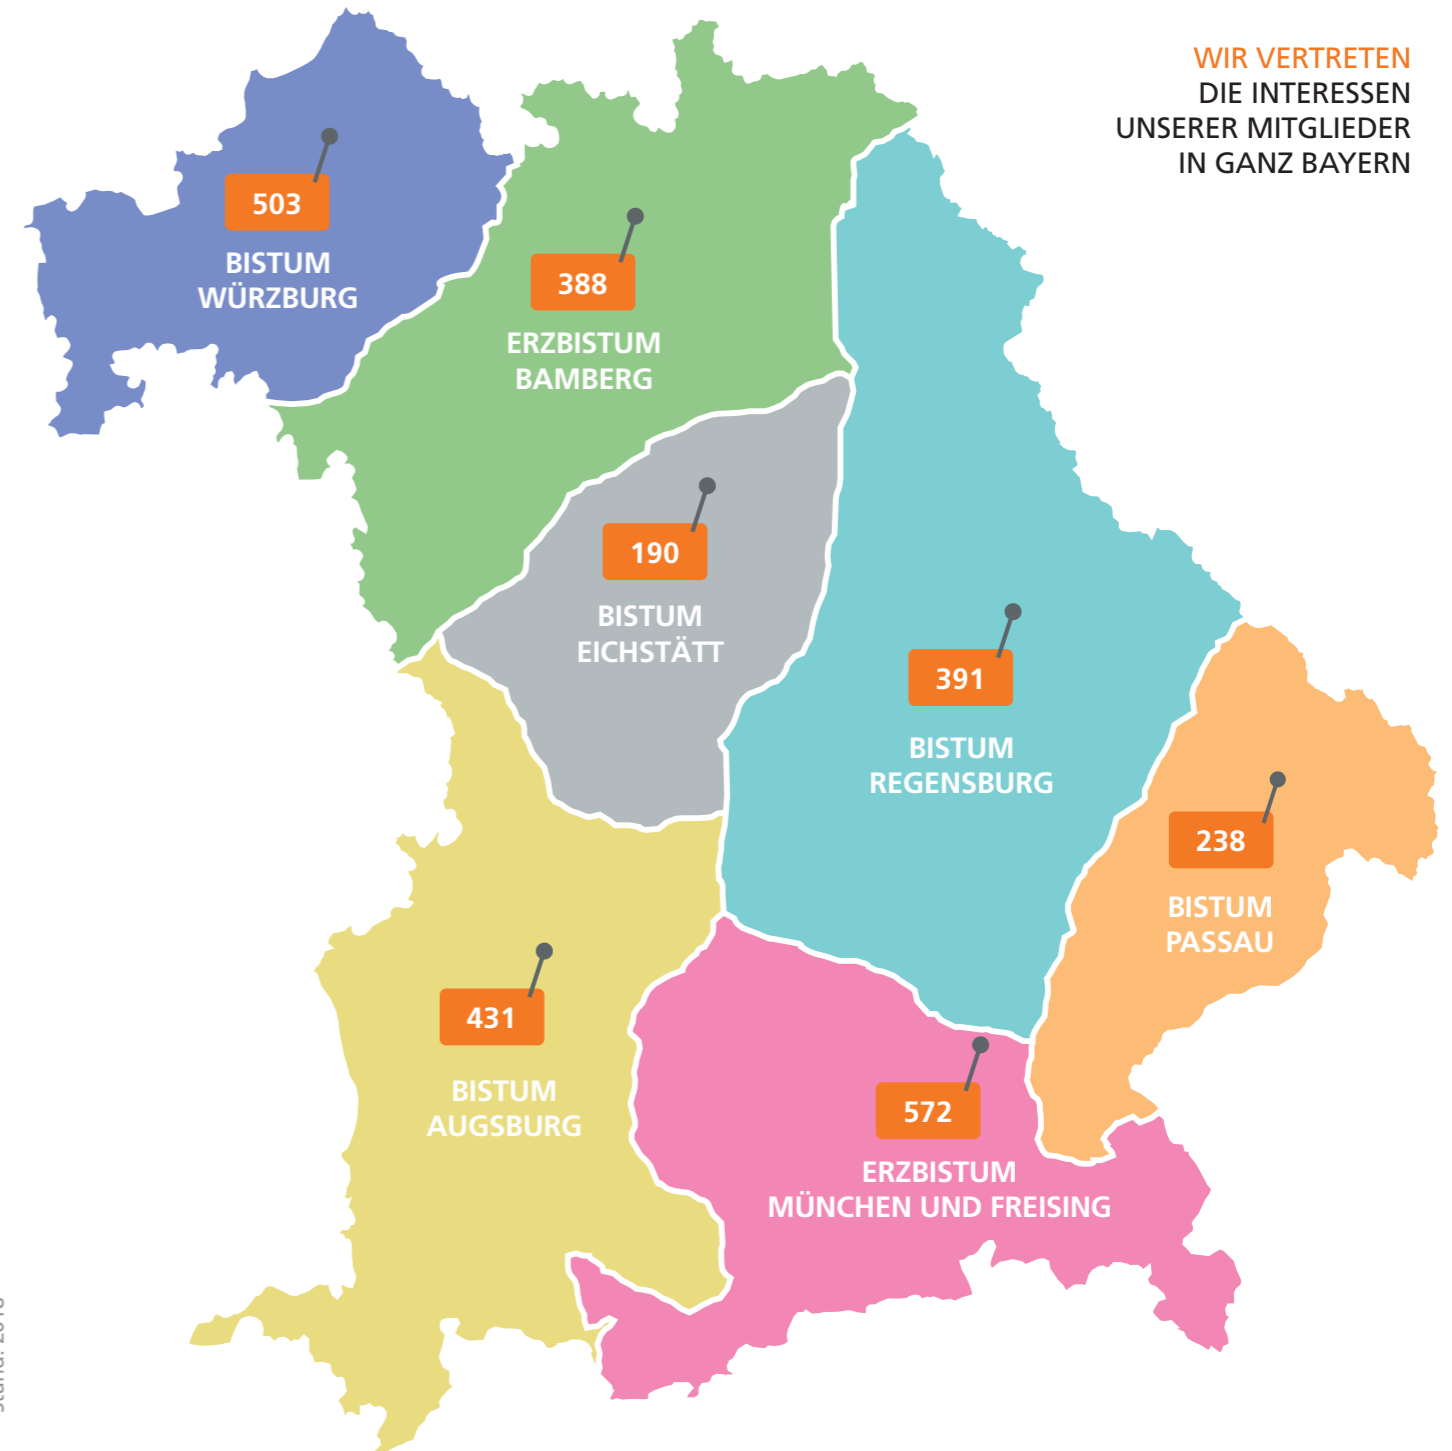 WIR VERTRETEN
DIE INTERESSEN
UNSERER MITGLIEDER
IN GANZ BAYERN
503
BISTUM
WÜRZBURG
388
ERZBISTUM
BAMBERG
190
BISTUM
EICHSTÄTT
391
BISTUM
REGENSBURG
238
BISTUM
PASSAU
431
BISTUM
AUGSBURG
572
ERZBISTUM
MÜNCHEN UND FREISING